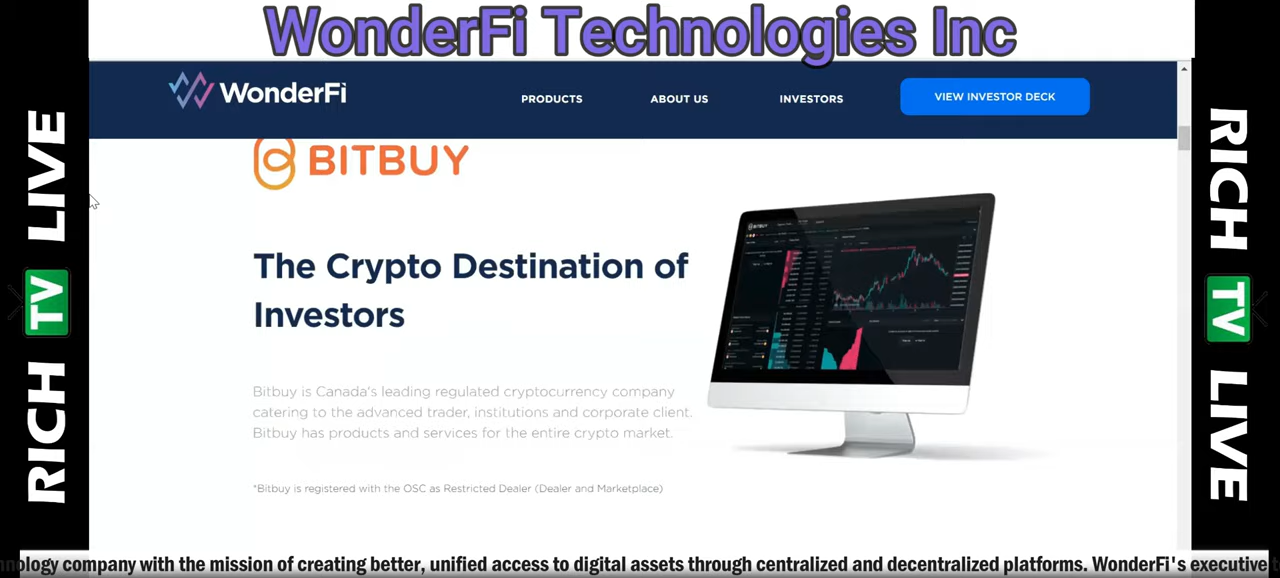 WonderFi Technologies Inc
WonderFi
PRODUCTS
ABOUT US
INVESTORS
VIEW INVESTOR DECK
BITBUY
The Crypto Destination of
Investors
Bitbuy is Canada's leading regulated cryptocurrency company
catering to the advanced trader, institutions and corporate client.
Bitbuy has products and services for the entire crypto market.
*Bitbuy is registered with the OSC as Restricted Dealer (Dealer and Marketplace)
BITBUY
RICH TV LIVE
RICH TV LIVE
company with the mission of creating better, unified access to digital assets through centralized and decentralized platforms. WonderFi's executive